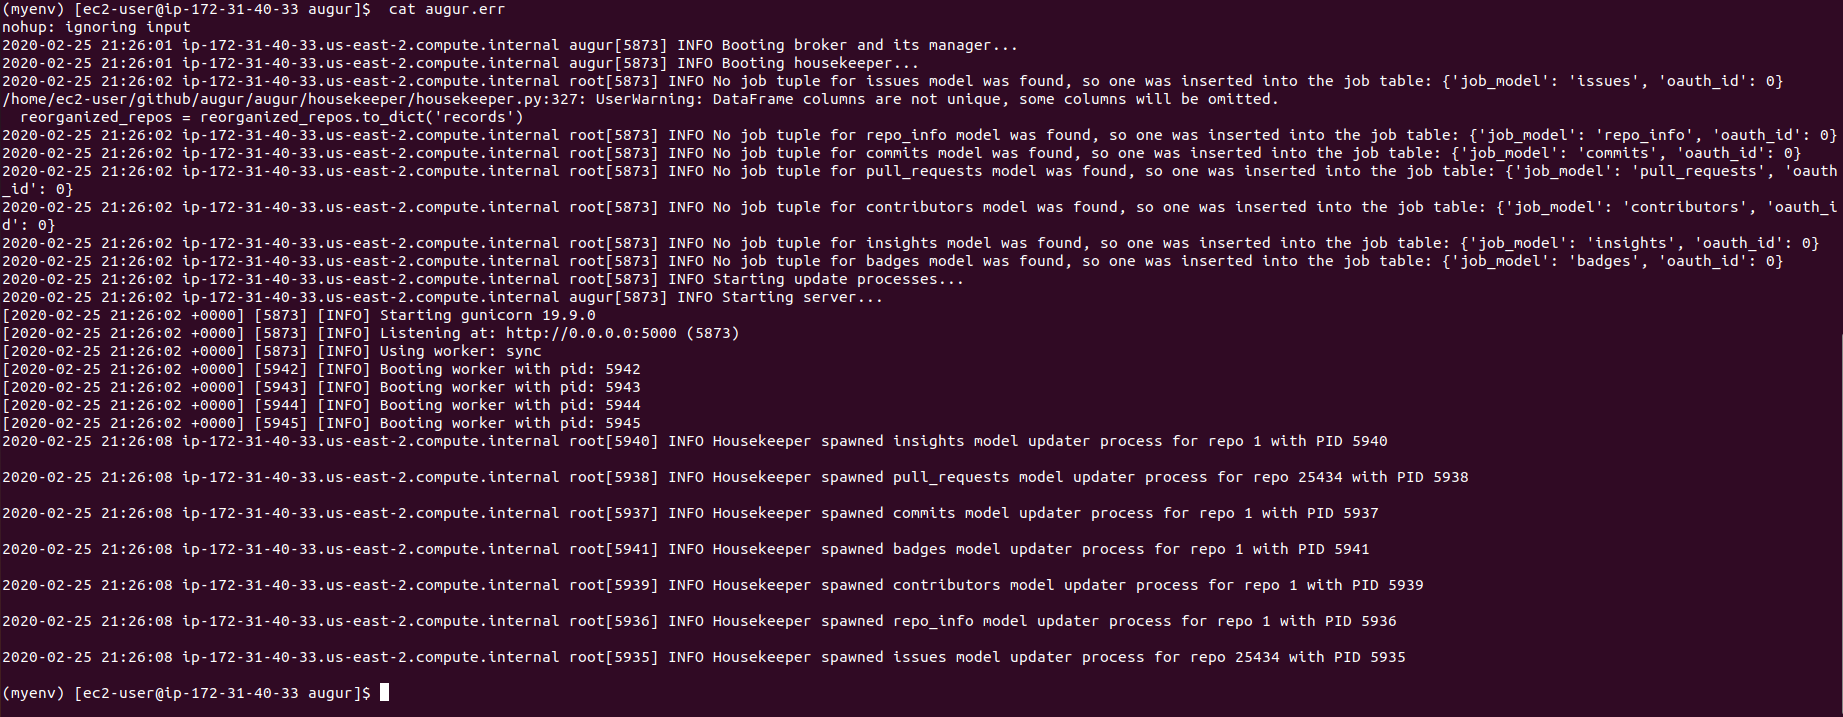 (myenv) [ec2-user@ip-172-31-40-33 augur]$  cat augur.err
nohup: ignoring input
2020-02-25 21:26:01 ip-172-31-40-33.us-east-2.compute.internal augur[5873] INFO Booting broker and its manager...
2020-02-25 21:26:01 ip-172-31-40-33.us-east-2.compute.internal augur[5873] INFO Booting housekeeper...
2020-02-25 21:26:02 ip-172-31-40-33.us-east-2.compute.internal root[5873] INFO No job tuple for issues model was found, so one was inserted into the job table: {'job_model': 'issues', 'oauth_id': 0}
/home/ec2-user/github/augur/augur/housekeeper/housekeeper.py:327: UserWarning: DataFrame columns are not unique, some columns will be omitted.
  reorganized_repos = reorganized_repos.to_dict('records')
2020-02-25 21:26:02 ip-172-31-40-33.us-east-2.compute.internal root[5873] INFO No job tuple for repo_info model was found, so one was inserted into the job table: {'job_model': 'repo_info', 'oauth_id': 0}
2020-02-25 21:26:02 ip-172-31-40-33.us-east-2.compute.internal root[5873] INFO No job tuple for commits model was found, so one was inserted into the job table: {'job_model': 'commits', 'oauth_id': 0}
2020-02-25 21:26:02 ip-172-31-40-33.us-east-2.compute.internal root[5873] INFO No job tuple for pull_requests model was found, so one was inserted into the job table: {'job_model': 'pull_requests', 'oauth
_id': 0}
2020-02-25 21:26:02 ip-172-31-40-33.us-east-2.compute.internal root[5873] INFO No job tuple for contributors model was found, so one was inserted into the job table: {'job_model': 'contributors', 'oauth_i
d': 0}
2020-02-25 21:26:02 ip-172-31-40-33.us-east-2.compute.internal root[5873] INFO No job tuple for insights model was found, so one was inserted into the job table: {'job_model': 'insights', 'oauth_id': 0}
2020-02-25 21:26:02 ip-172-31-40-33.us-east-2.compute.internal root[5873] INFO No job tuple for badges model was found, so one was inserted into the job table: {'job_model': 'badges', 'oauth_id': 0}
2020-02-25 21:26:02 ip-172-31-40-33.us-east-2.compute.internal root[5873] INFO Starting update processes...
2020-02-25 21:26:02 ip-172-31-40-33.us-east-2.compute.internal augur[5873] INFO Starting server...
[2020-02-25 21:26:02 +0000] [5873] [INFO] Starting gunicorn 19.9.0
[2020-02-25 21:26:02 +0000] [5873] [INFO] Listening at: http://0.0.0.0:5000 (5873)
[2020-02-25 21:26:02 +0000] [5873] [INFO] Using worker: sync
[2020-02-25 21:26:02 +0000] [5942] [INFO] Booting worker with pid: 5942
[2020-02-25 21:26:02 +0000] [5943] [INFO] Booting worker with pid: 5943
[2020-02-25 21:26:02 +0000] [5944] [INFO] Booting worker with pid: 5944
[2020-02-25 21:26:02 +0000] [5945] [INFO] Booting worker with pid: 5945
2020-02-25 21:26:08 ip-172-31-40-33.us-east-2.compute.internal root[5940] INFO Housekeeper spawned insights model updater process for repo 1 with PID 5940
2020-02-25 21:26:08 ip-172-31-40-33.us-east-2.compute.internal root[5938] INFO Housekeeper spawned pull_requests model updater process for repo 25434 with PID 5938
2020-02-25 21:26:08 ip-172-31-40-33.us-east-2.compute.internal root[5937] INFO Housekeeper spawned commits model updater process for repo 1 with PID 5937
2020-02-25 21:26:08 ip-172-31-40-33.us-east-2.compute.internal root[5941] INFO Housekeeper spawned badges model updater process for repo 1 with PID 5941
2020-02-25 21:26:08 ip-172-31-40-33.us-east-2.compute.internal root[5939] INFO Housekeeper spawned contributors model updater process for repo 1 with PID 5939
2020-02-25 21:26:08 ip-172-31-40-33.us-east-2.compute.internal root[5936] INFO Housekeeper spawned repo_info model updater process for repo 1 with PID 5936
2020-02-25 21:26:08 ip-172-31-40-33.us-east-2.compute.internal root[5935] INFO Housekeeper spawned issues model updater process for repo 25434 with PID 5935
(myenv) [ec2-user@ip-172-31-40-33 augur]$